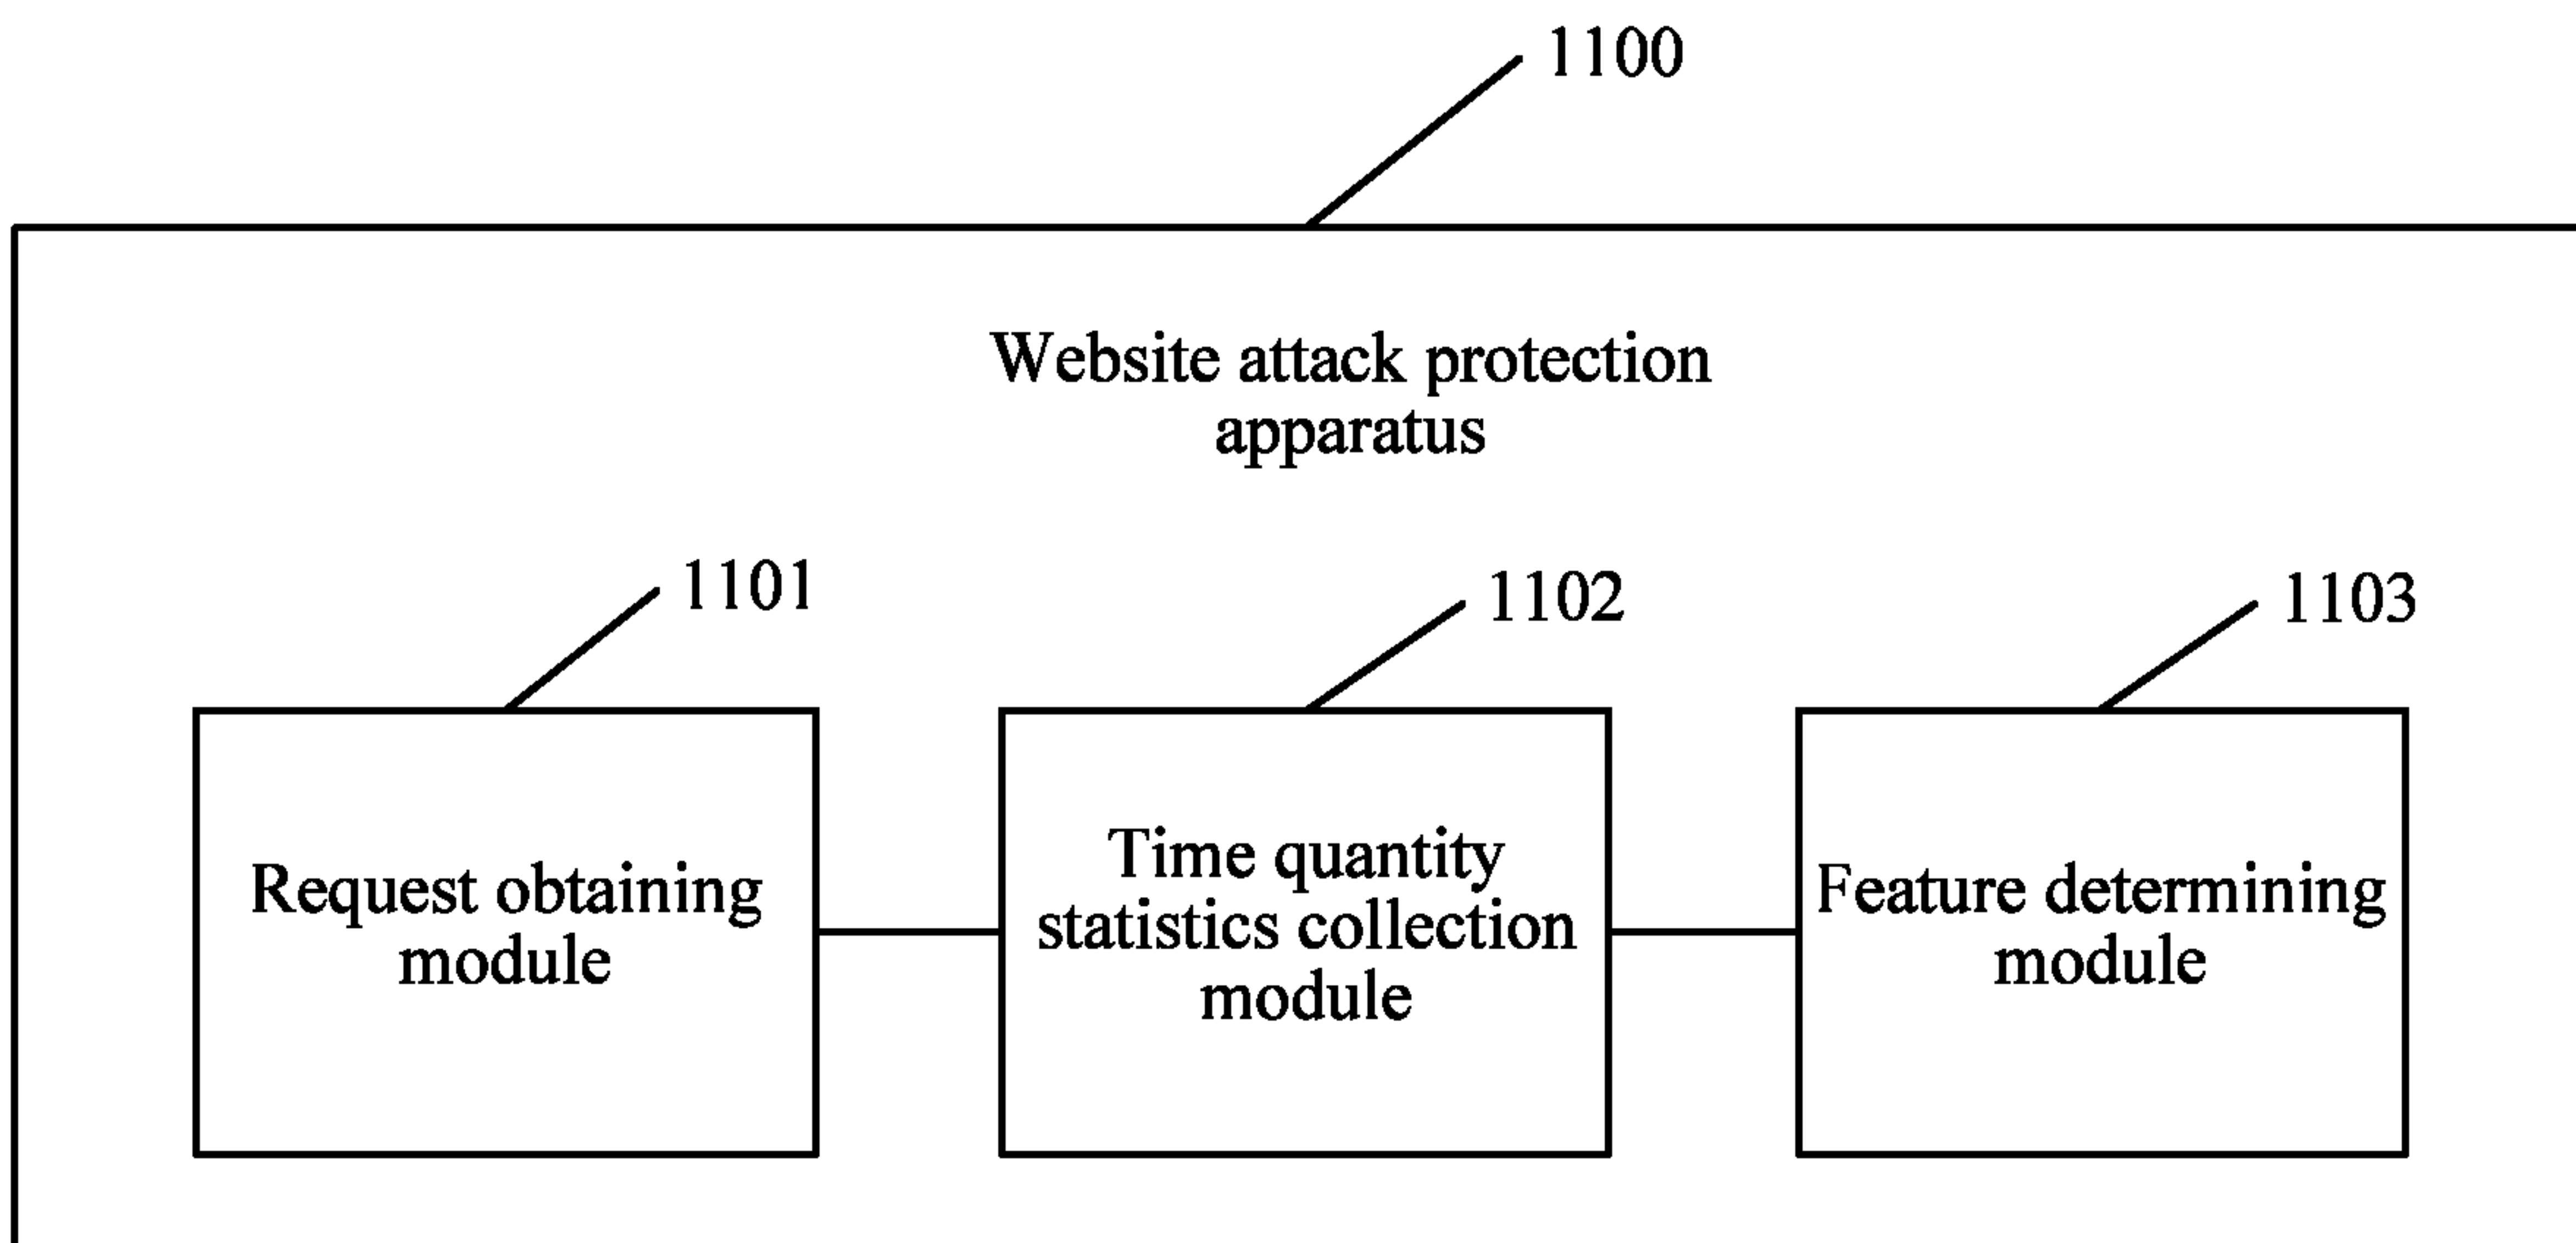 1100
Website attack protection
apparatus
1101
1102
1103
Request obtaining
module
Time quantity
statistics collection
module
Feature determining
module